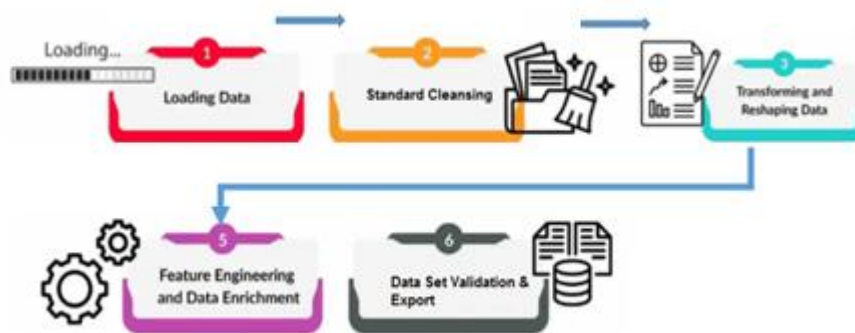 Loading...
1
Loading Data
2
Standard Cleansing
3
Transforming and
Reshaping Data
5
Feature Engineering
and Data Enrichment
6
Data Set Validation &
Export